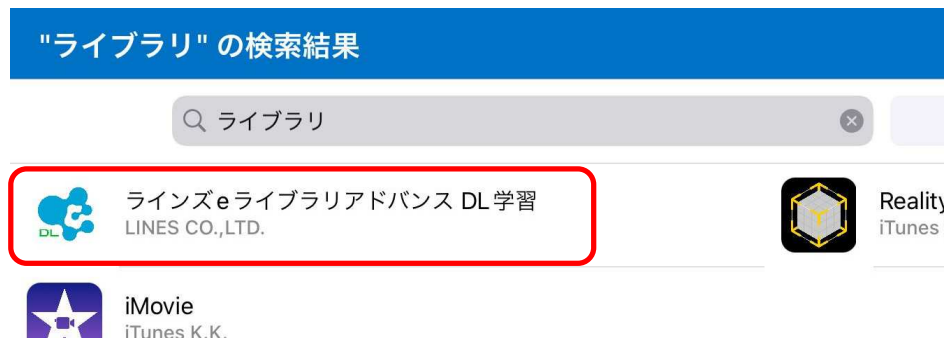 "ライブラリ" の検索結果
ライブラリ
ラインズeライブラリアドバンス DL学習
LINES CO.,LTD.
DL
Reality
iTunes
iMovie
iTunes K.K.